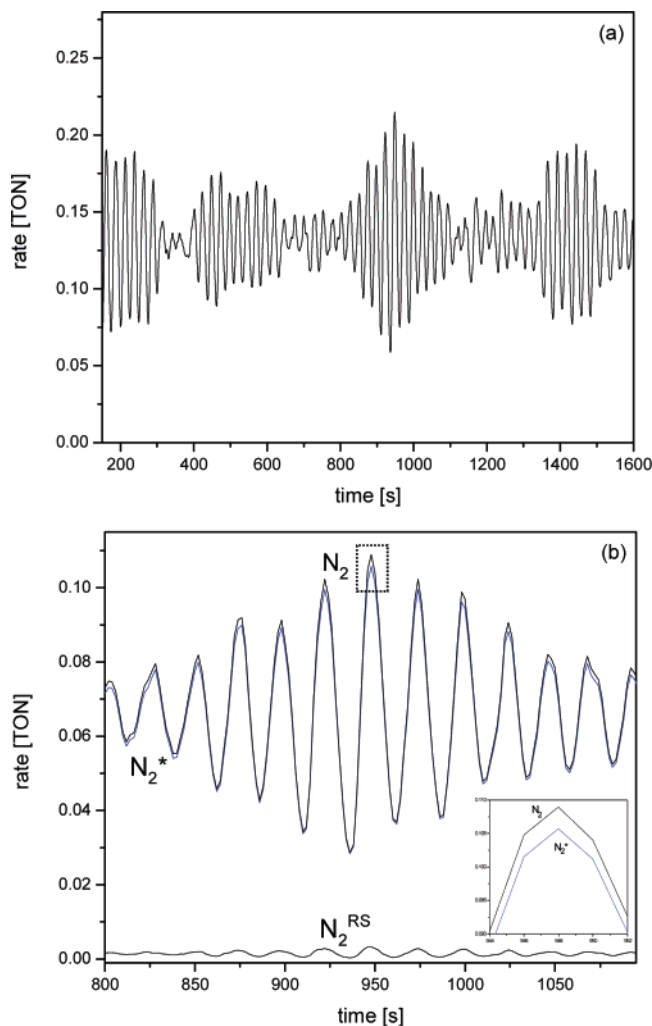 (a)
0.25
0.20
0.15
0.10
0.05
0.00
rate [TON]
200 400 600 800 1000 1200 1400 1600
time [s]
(b)
N₂
0.10
0.08
0.06
0.04
0.02
0.00
rate [TON]
N₂*
N₂
N₂*
N₂ᴿˢ
800 850 900 950 1000 1050
time [s]